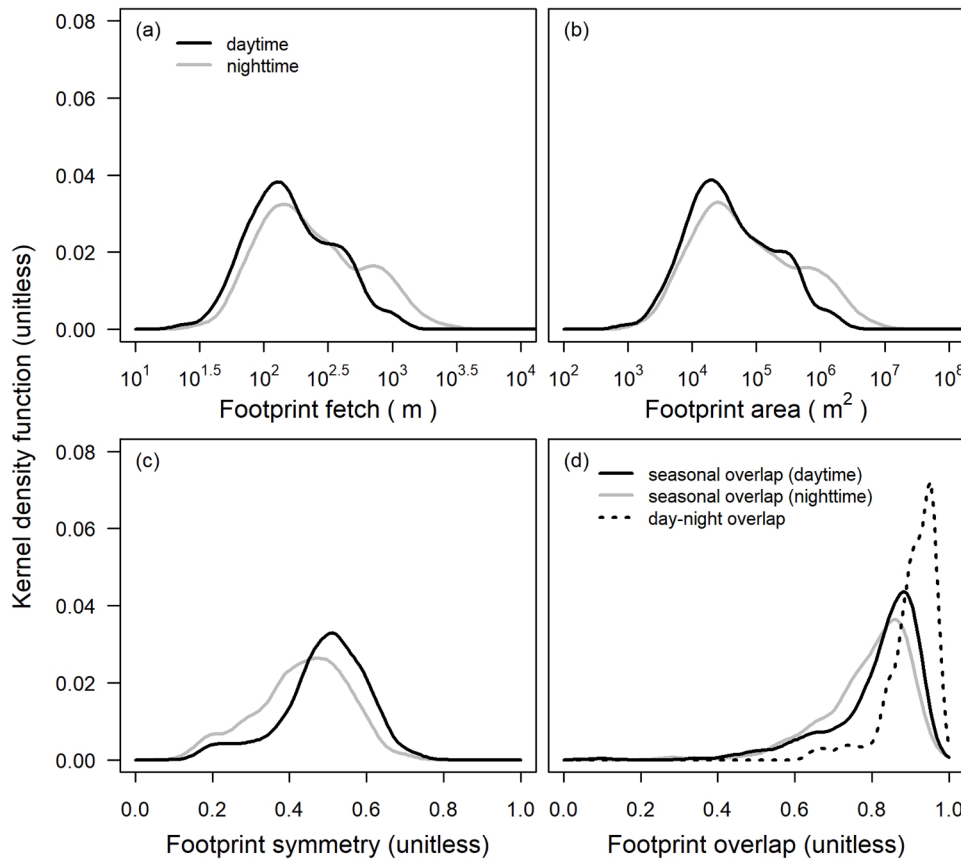 Kernel density function (unitless)
0.08
0.06
0.04
0.02
0.00
(a)
daytime
nighttime
10^1 10^1.5 10^2 10^2.5 10^3 10^3.5 10^4
Footprint fetch ( m )
(b)
10^2 10^3 10^4 10^5 10^6 10^7 10^8
Footprint area ( m^2 )
0.08
0.06
0.04
0.02
0.00
(c)
0.0 0.2 0.4 0.6 0.8 1.0
Footprint symmetry (unitless)
(d)
seasonal overlap (daytime)
seasonal overlap (nighttime)
day-night overlap
0.0 0.2 0.4 0.6 0.8 1.0
Footprint overlap (unitless)